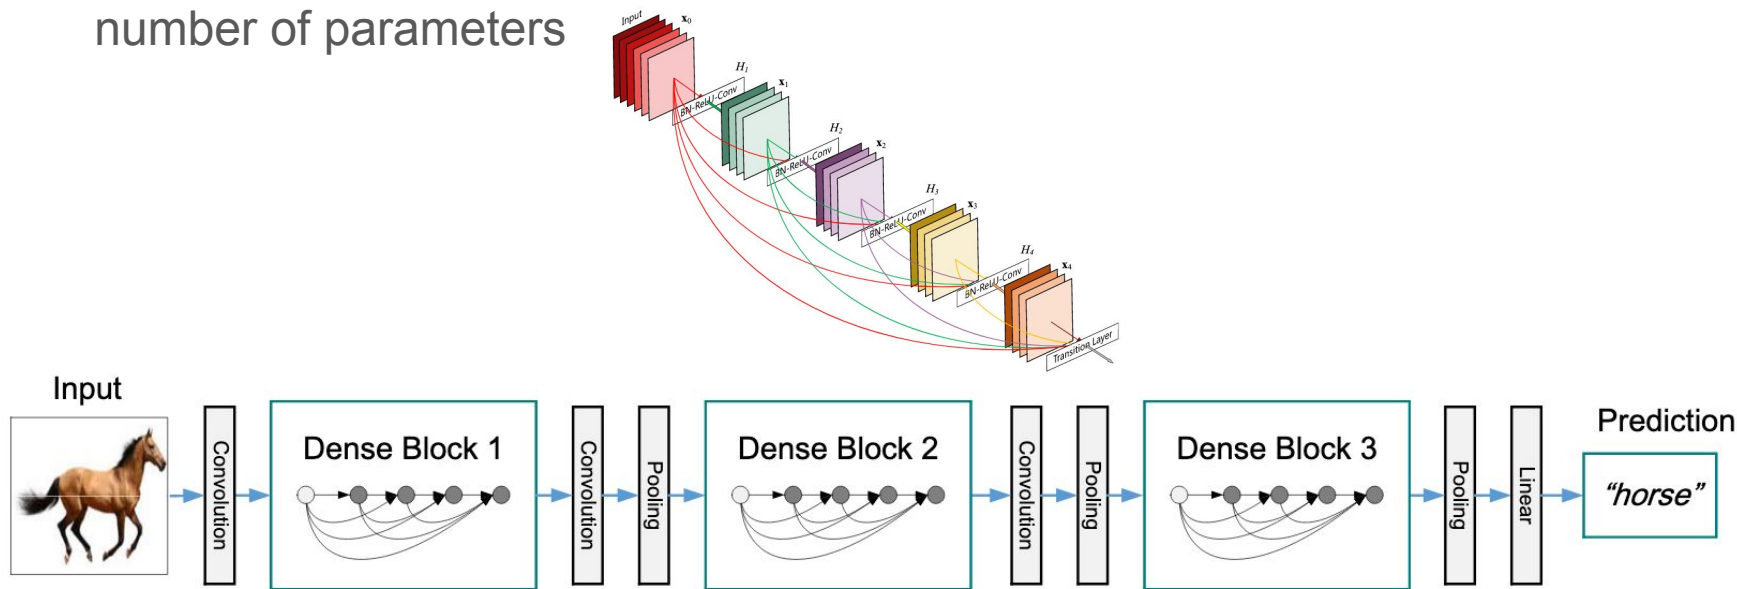 number of parameters
Input
x0
H1
BN-ReLU-Conv
x1
H2
BN-ReLU-Conv
x2
H3
BN-ReLU-Conv
x3
H4
BN-ReLU-Conv
x4
Transition Layer
Input
Convolution
Dense Block 1
Convolution
Pooling
Dense Block 2
Convolution
Pooling
Dense Block 3
Pooling
Linear
Prediction
“horse”